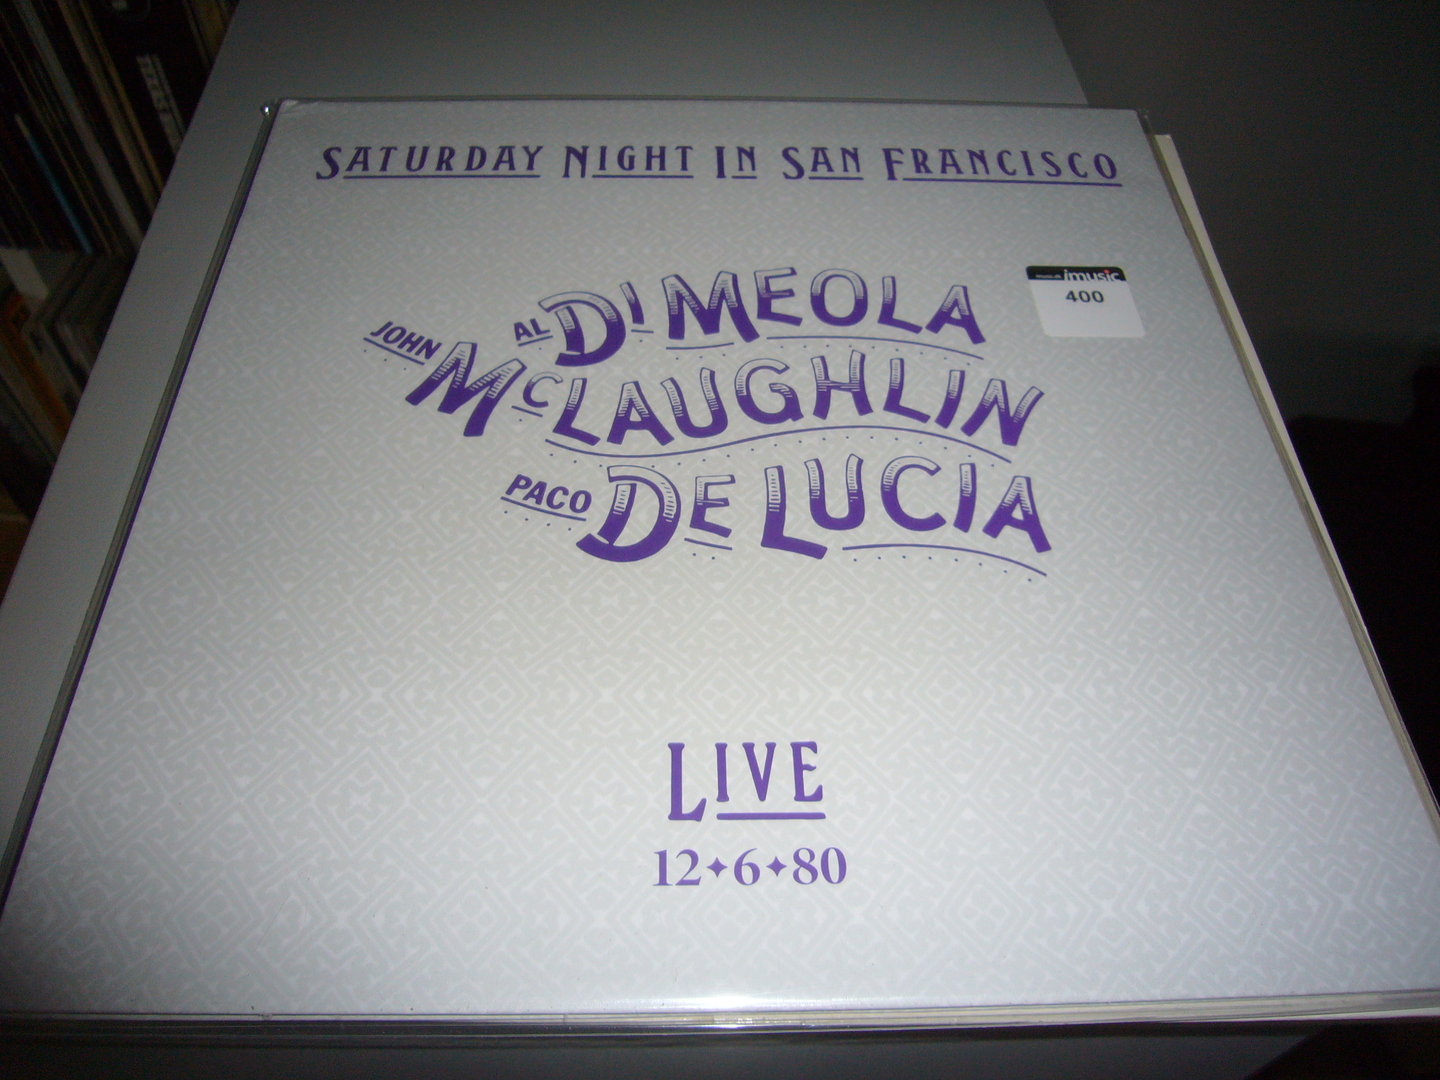 SATURDAY NIGHT IN SAN FRANCISCO
AL DI MEOLA
JOHN MCLAUGHLIN
PACO DE LUCIA
LIVE
12✦6✦80
imusic
400